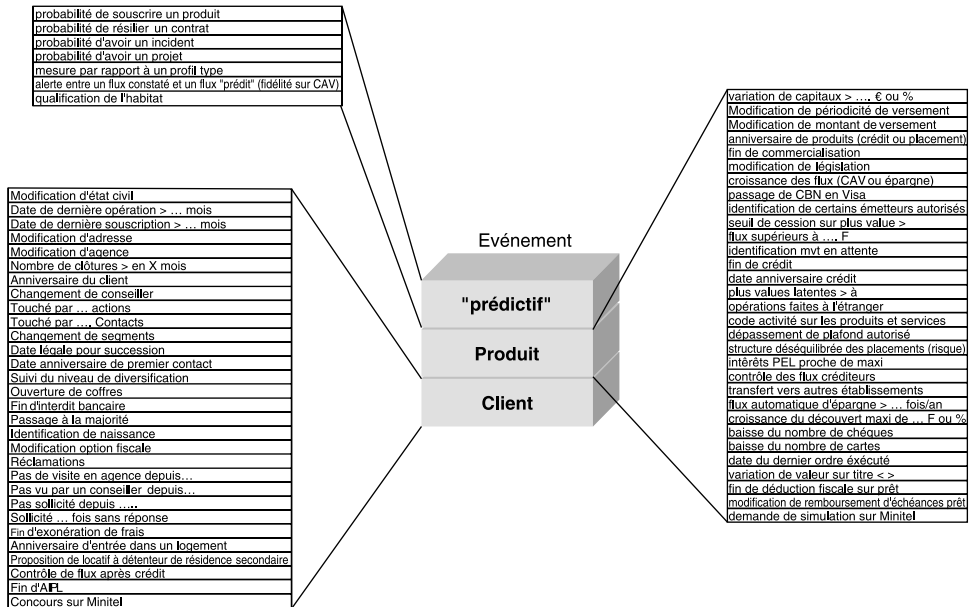 probabilité de souscrire un produit
probabilité de résilier un contrat
probabilité d'avoir un incident
probabilité d'avoir un projet
mesure par rapport à un profil type
alerte entre un flux constaté et un flux "prédit" (fidélité sur CAV)
qualification de l'habitat
Modification d'état civil
Date de dernière opération > ... mois
Date de dernière souscription > ... mois
Modification d'adresse
Modification d'agence
Nombre de clôtures > en X mois
Anniversaire du client
Changement de conseiller
Touché par ... actions
Touché par ...., Contacts
Changement de segments
Date légale pour succession
Date anniversaire de premier contact
Suivi du niveau de diversification
Ouverture de coffres
Fin d'interdit bancaire
Passage à la majorité
Identification de naissance
Modification option fiscale
Réclamations
Pas de visite en agence depuis...
Pas vu par un conseiller depuis...
Pas sollicité depuis .....
Sollicité ... fois sans réponse
Fin d'exonération de frais
Anniversaire d'entrée dans un logement
Proposition de locatif à détenteur de résidence secondaire
Contrôle de flux après crédit
Fin d'AIPL
Concours sur Minitel
Evénement
"prédictif"
Produit
Client
variation de capitaux > .... € ou %
Modification de périodicité de versement
Modification de montant de versement
anniversaire de produits (crédit ou placement)
fin de commercialisation
modification de législation
croissance des flux (CAV ou épargne)
passage de CBN en Visa
identification de certains émetteurs autorisés
seuil de cession sur plus value >
flux supérieurs à .... F
identification mvt en attente
fin de crédit
date anniversaire crédit
plus values latentes > à
opérations faites à l'étranger
code activité sur les produits et services
dépassement de plafond autorisé
structure déséquilibrée des placements (risque)
intérêts PEL proche de maxi
contrôle des flux créditeurs
transfert vers autres établissements
flux automatique d'épargne > ... fois/an
croissance du découvert maxi de ... F ou %
baisse du nombre de chéques
baisse du nombre de cartes
date du dernier ordre éxécuté
variation de valeur sur titre < >
fin de déduction fiscale sur prêt
modification de remboursement d'échéances prêt
demande de simulation sur Minitel